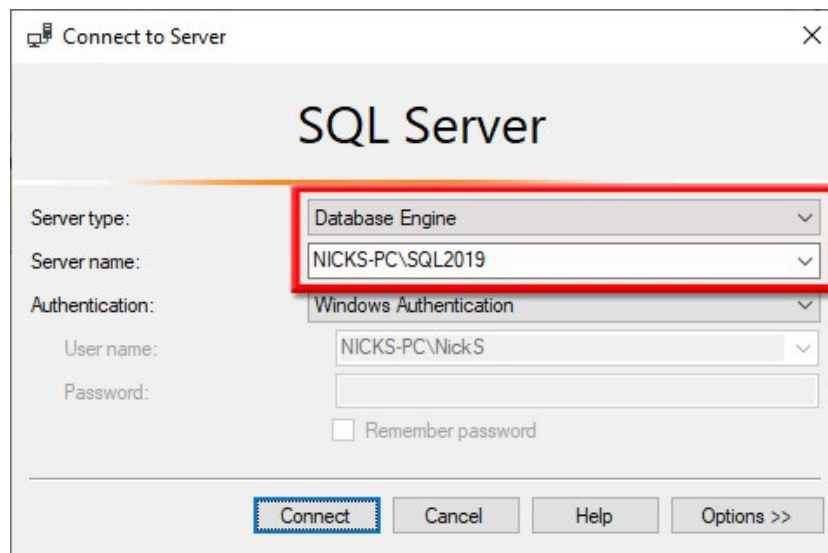 Connect to Server
SQL Server
Server type: Database Engine
Server name: NICKS-PC\SQL2019
Authentication: Windows Authentication
User name: NICKS-PC\NickS
Password:
Remember password
Connect Cancel Help Options >>